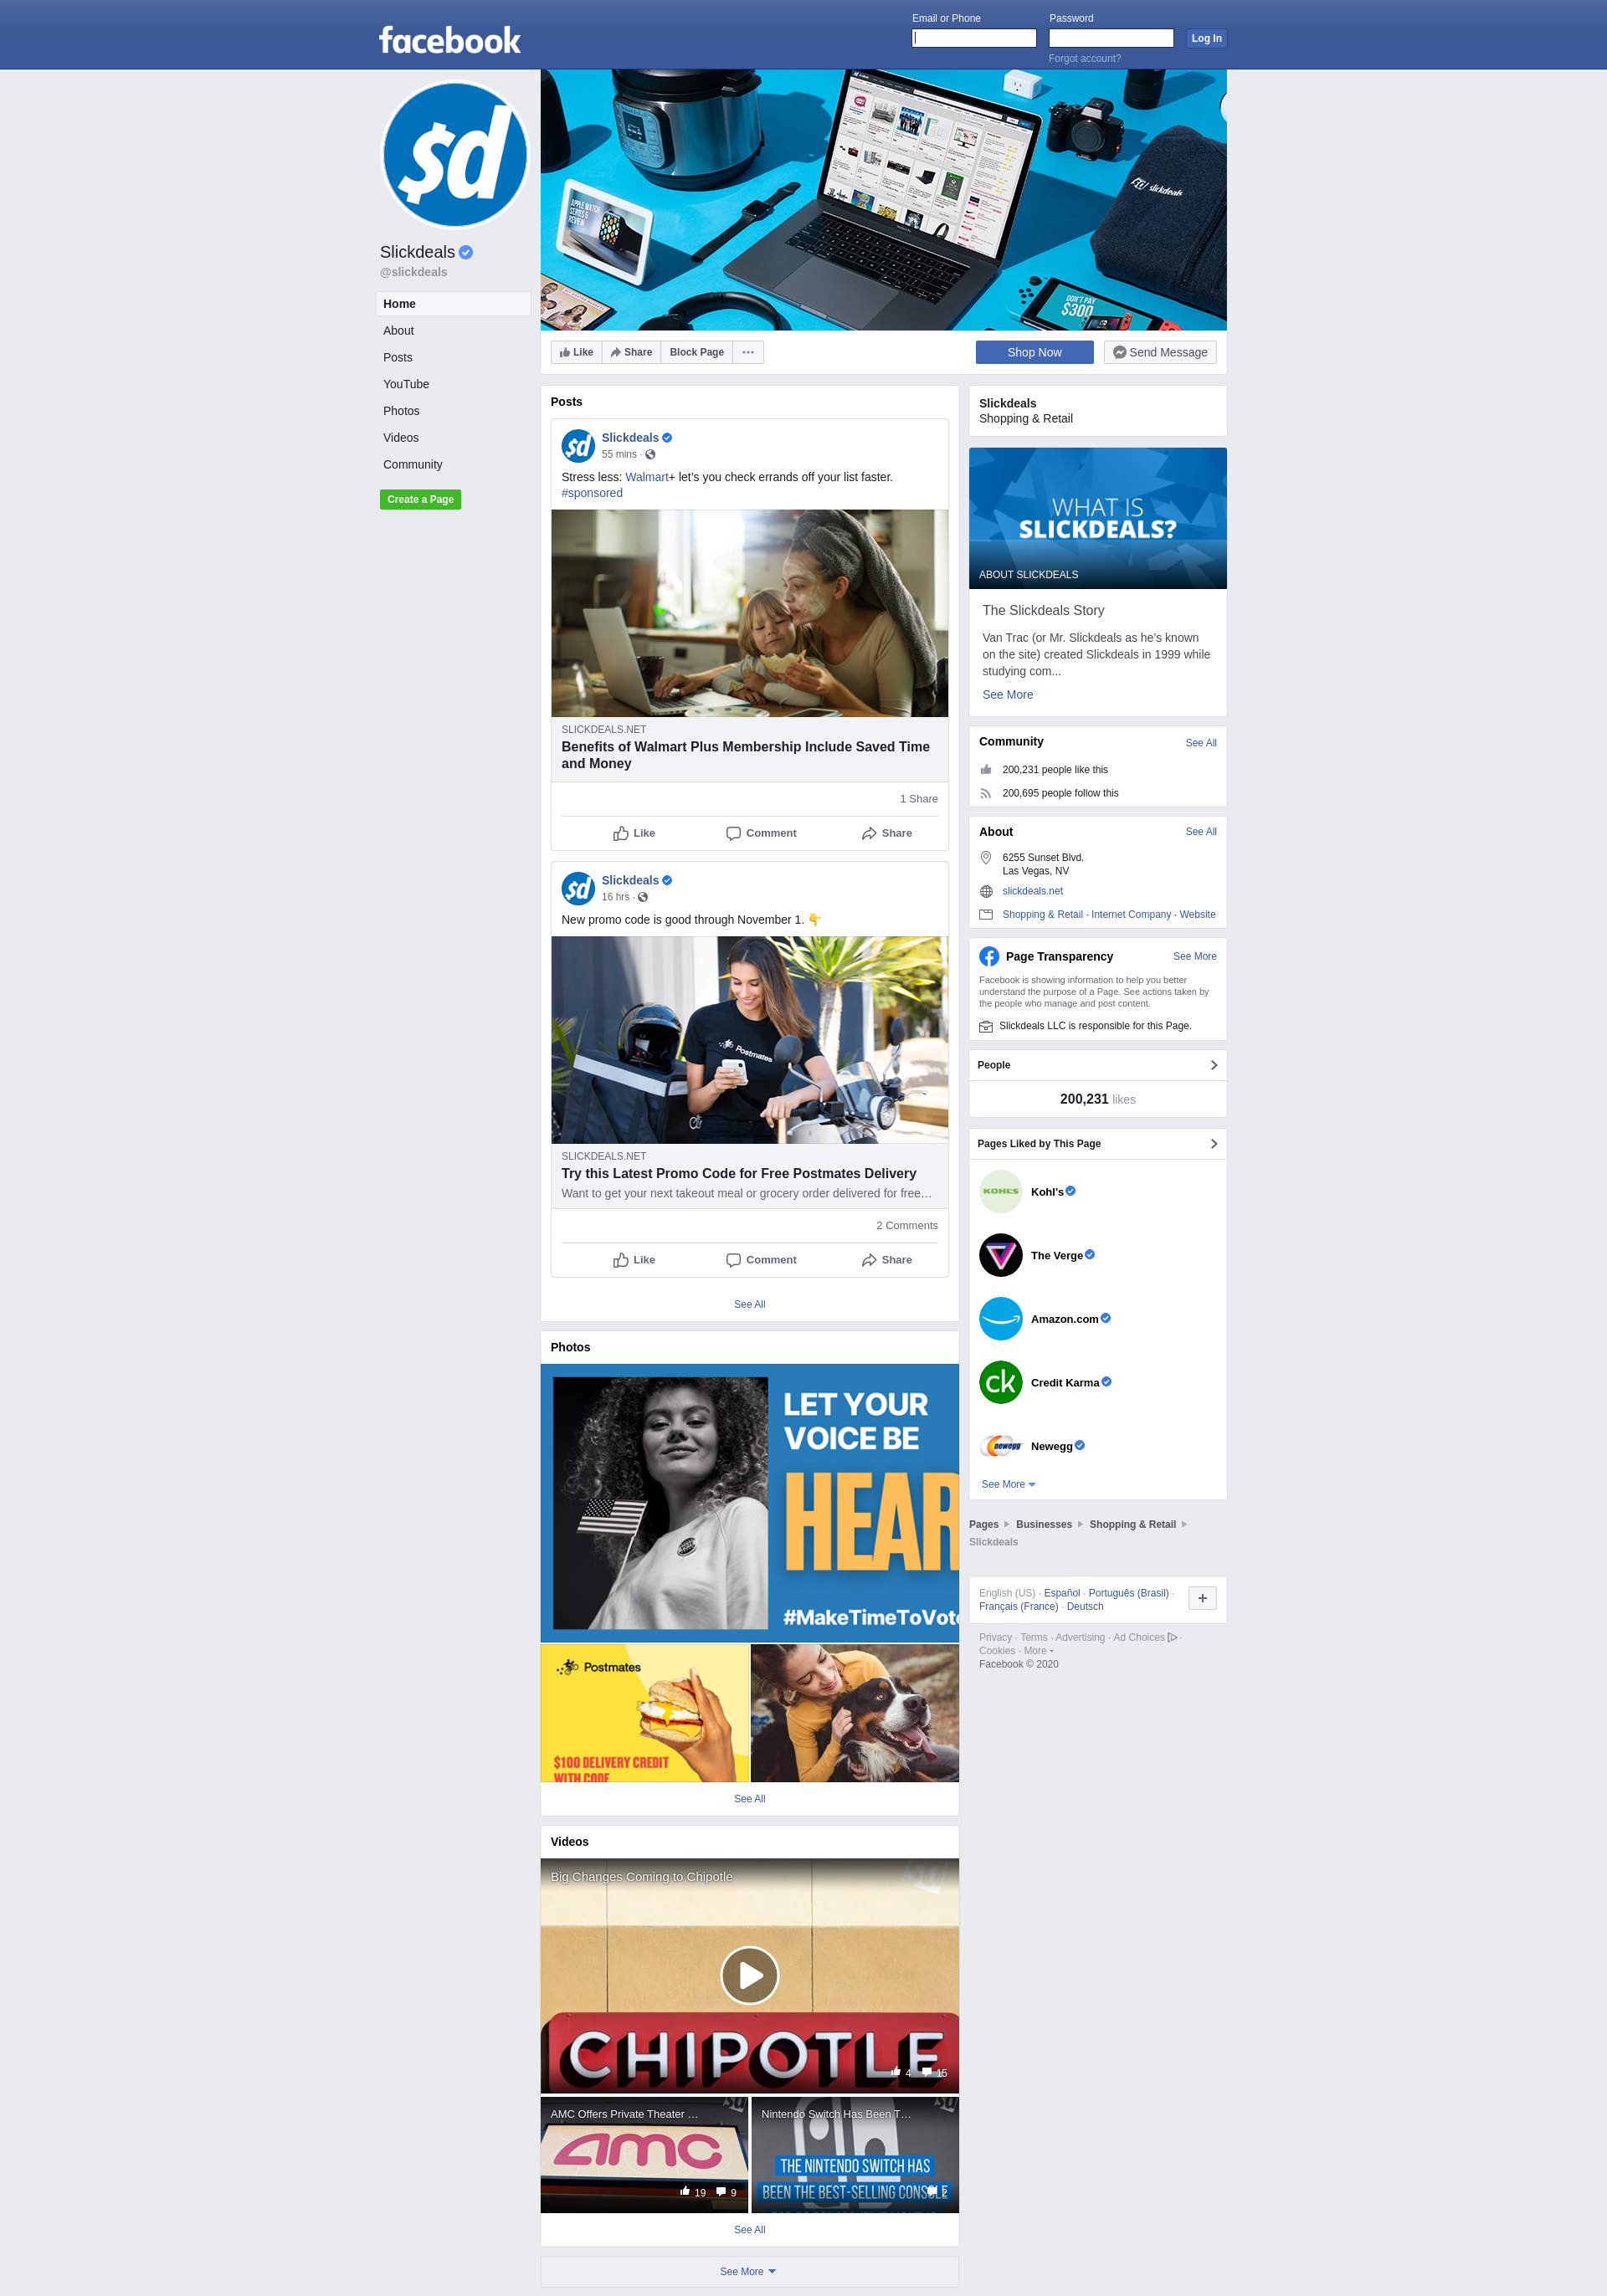 facebook
Email or Phone
Password
Log In
Forgot account?
$d
Slickdeals
@slickdeals
Home
About
Posts
YouTube
Photos
Videos
Community
Create a Page
APPLE WATCH
SERIES 5
REVIEW
slickdeals
DON'T PAY
$300
Like
Share
Block Page
Shop Now
Send Message
Posts
$d
Slickdeals
55 mins ·
Stress less: Walmart+ let's you check errands off your list faster.
#sponsored
SLICKDEALS.NET
Benefits of Walmart Plus Membership Include Saved Time
and Money
1 Share
Like
Comment
Share
$d
Slickdeals
16 hrs ·
New promo code is good through November 1. 👇
Postmates
SLICKDEALS.NET
Try this Latest Promo Code for Free Postmates Delivery
Want to get your next takeout meal or grocery order delivered for free…
2 Comments
Like
Comment
Share
See All
Photos
LET YOUR
VOICE BE
HEAR
#MakeTimeToVote
Postmates
$100 DELIVERY CREDIT
WITH CODE
See All
Videos
Big Changes Coming to Chipotle
CHIPOTLE
4
15
AMC Offers Private Theater …
amc
19
9
Nintendo Switch Has Been T…
THE NINTENDO SWITCH HAS
BEEN THE BEST-SELLING CONSOLE
See All
See More
Slickdeals
Shopping & Retail
WHAT IS
SLICKDEALS?
ABOUT SLICKDEALS
The Slickdeals Story
Van Trac (or Mr. Slickdeals as he's known
on the site) created Slickdeals in 1999 while
studying com...
See More
Community
See All
200,231 people like this
200,695 people follow this
About
See All
6255 Sunset Blvd.
Las Vegas, NV
slickdeals.net
Shopping & Retail · Internet Company · Website
Page Transparency
See More
Facebook is showing information to help you better
understand the purpose of a Page. See actions taken by
the people who manage and post content.
Slickdeals LLC is responsible for this Page.
People
200,231 likes
Pages Liked by This Page
KOHL'S
Kohl's
The Verge
Amazon.com
ck
Credit Karma
newegg
Newegg
See More
Pages
Businesses
Shopping & Retail
Slickdeals
English (US) · Español · Português (Brasil) ·
Français (France) · Deutsch
Privacy · Terms · Advertising · Ad Choices ·
Cookies · More
Facebook © 2020